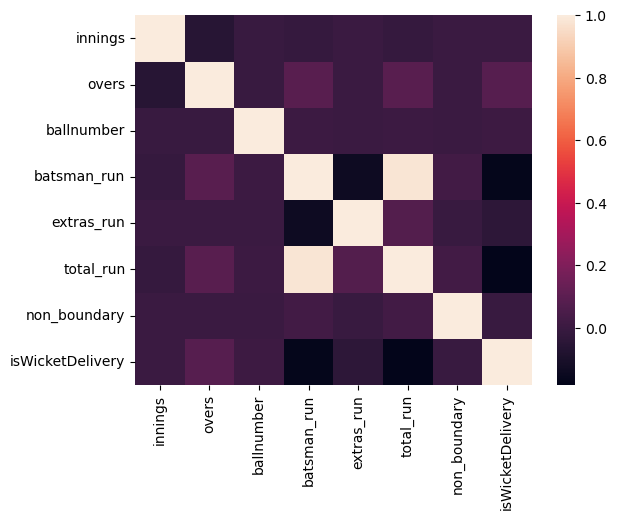 innings
overs
ballnumber
batsman_run
extras_run
total_run
non_boundary
isWicketDelivery
innings
overs
ballnumber
batsman_run
extras_run
total_run
non_boundary
isWicketDelivery
1.0
0.8
0.6
0.4
0.2
0.0